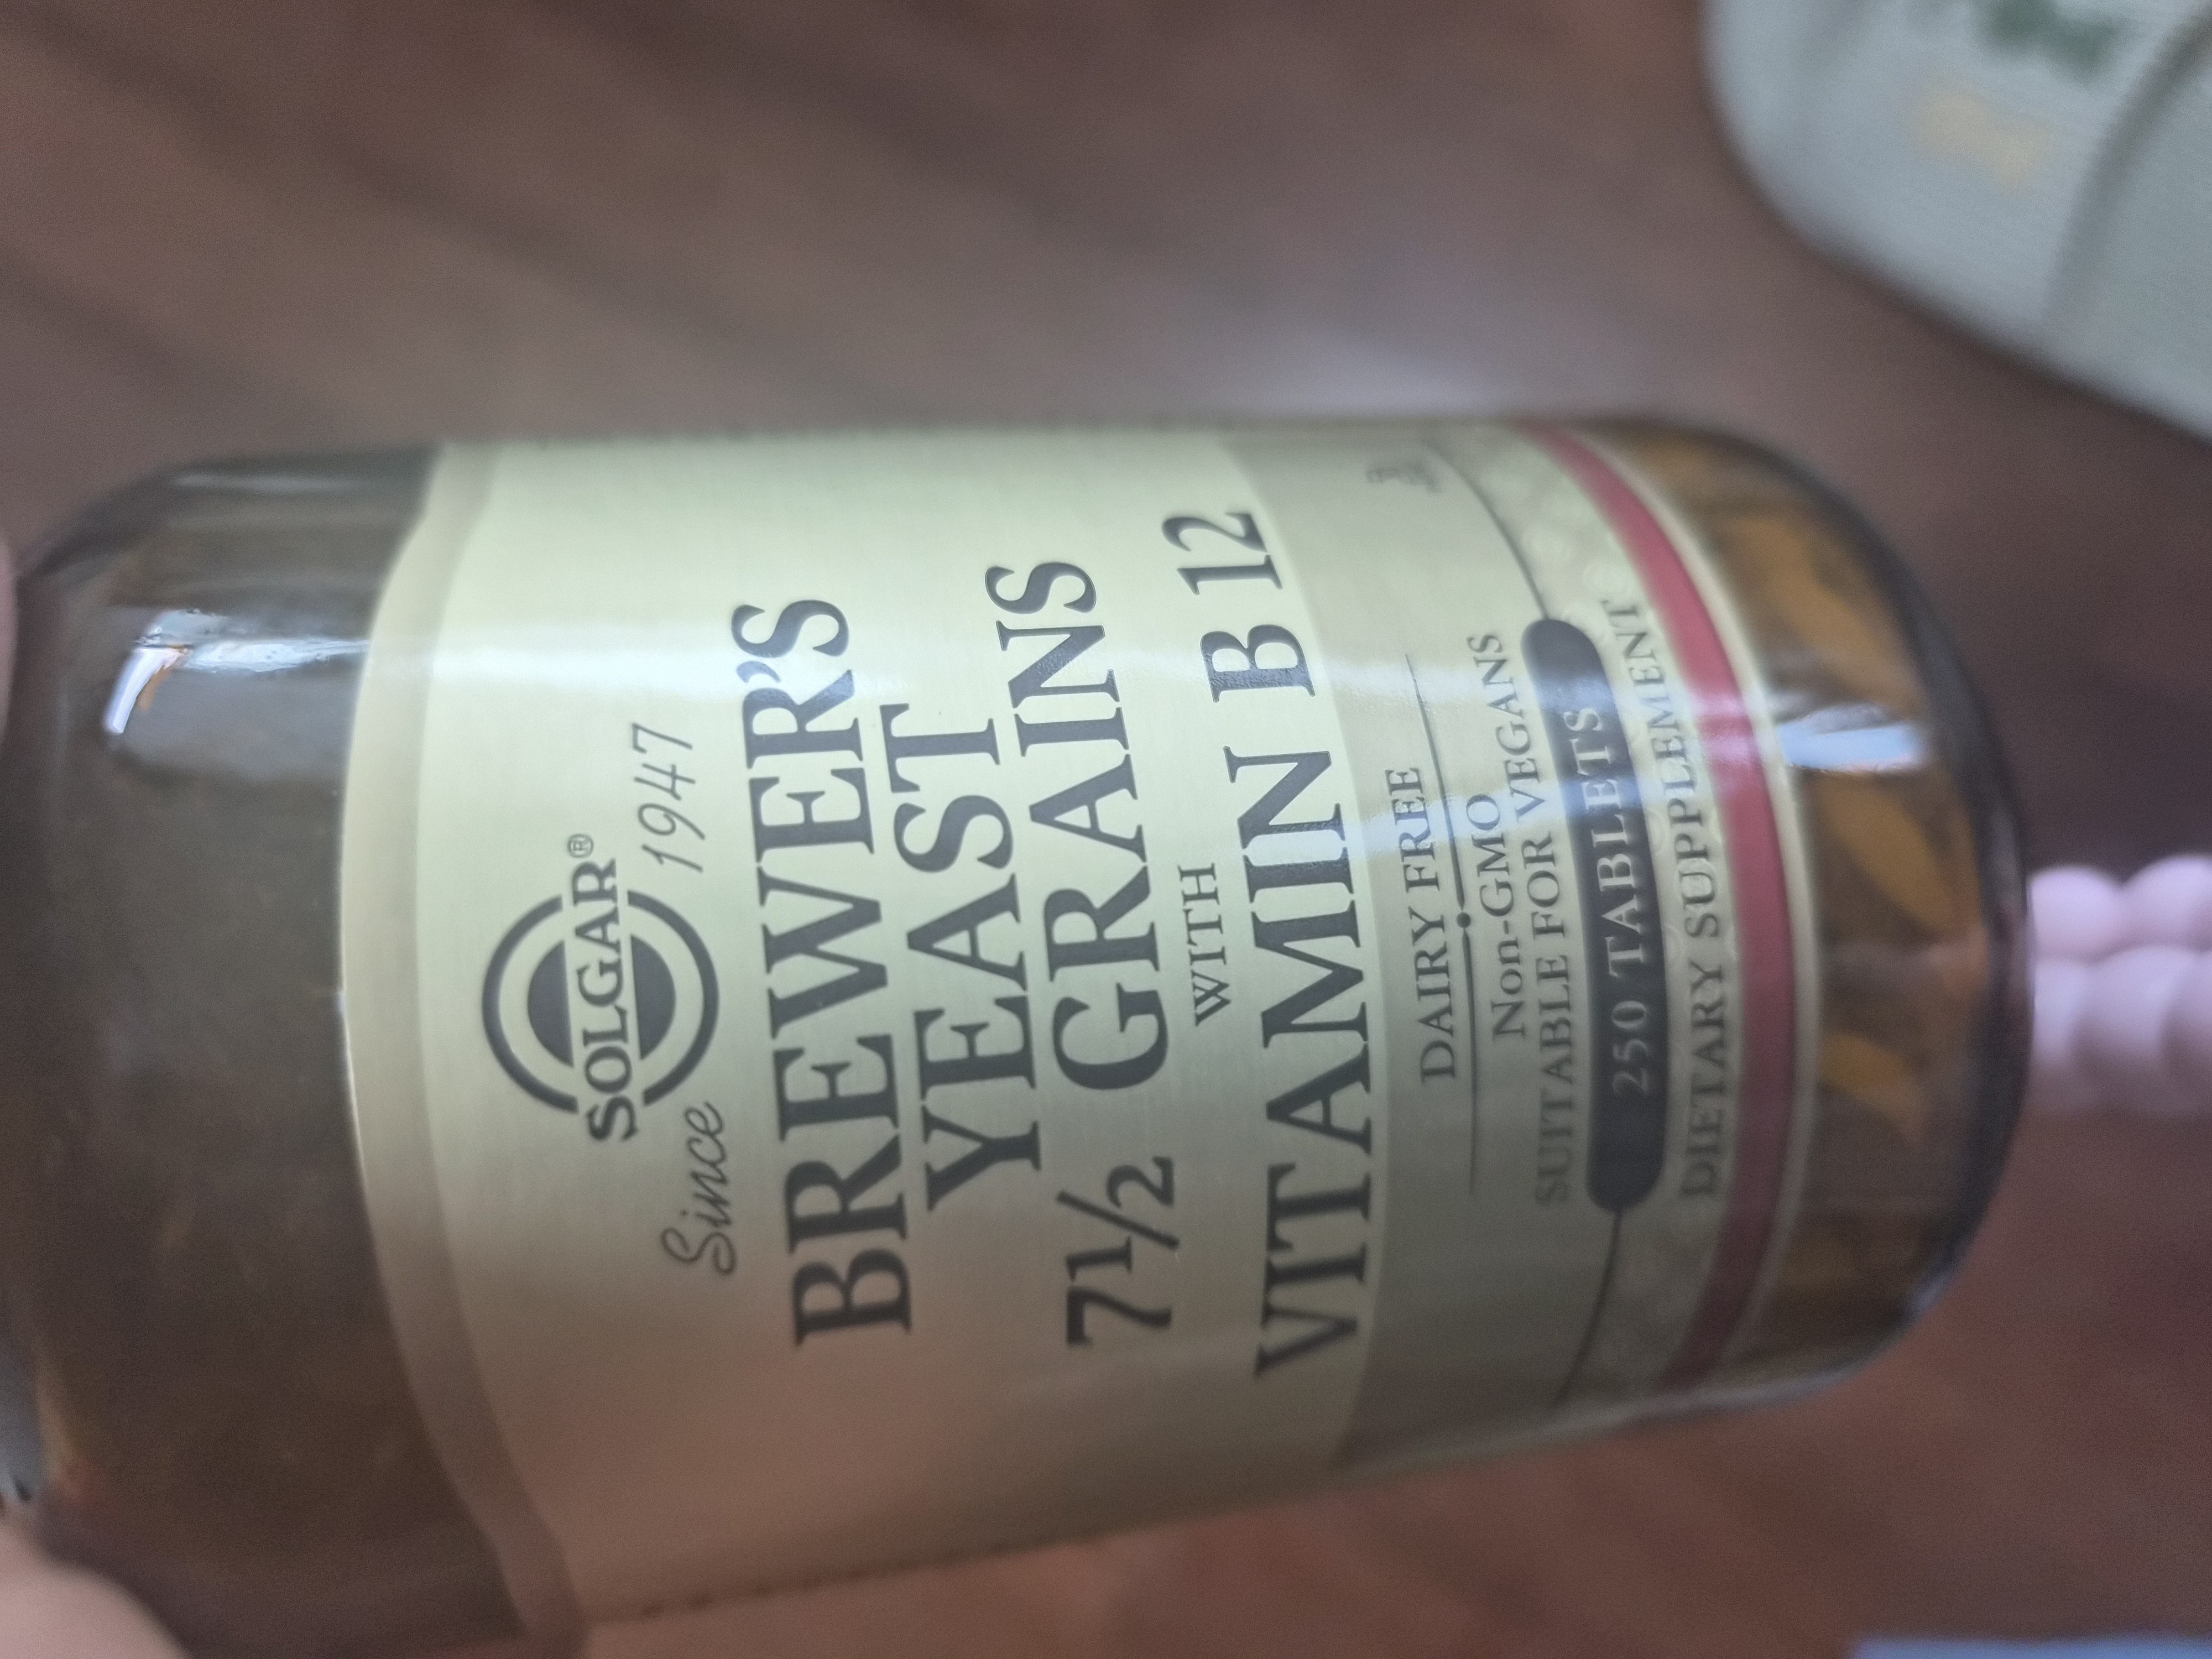 SOLGAR®
Since 1947
BREWER'S
YEAST
7½ GRAINS
WITH
VITAMIN B12
DAIRY FREE
Non-GMO
SUITABLE FOR VEGANS
250 TABLETS
DIETARY SUPPLEMENT